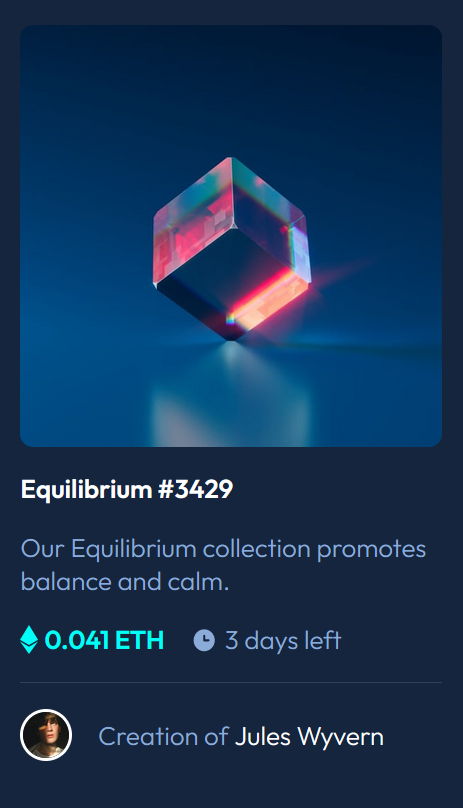 Equilibrium #3429
Our Equilibrium collection promotes
balance and calm.
0.041 ETH 3 days left
Creation of Jules Wyvern